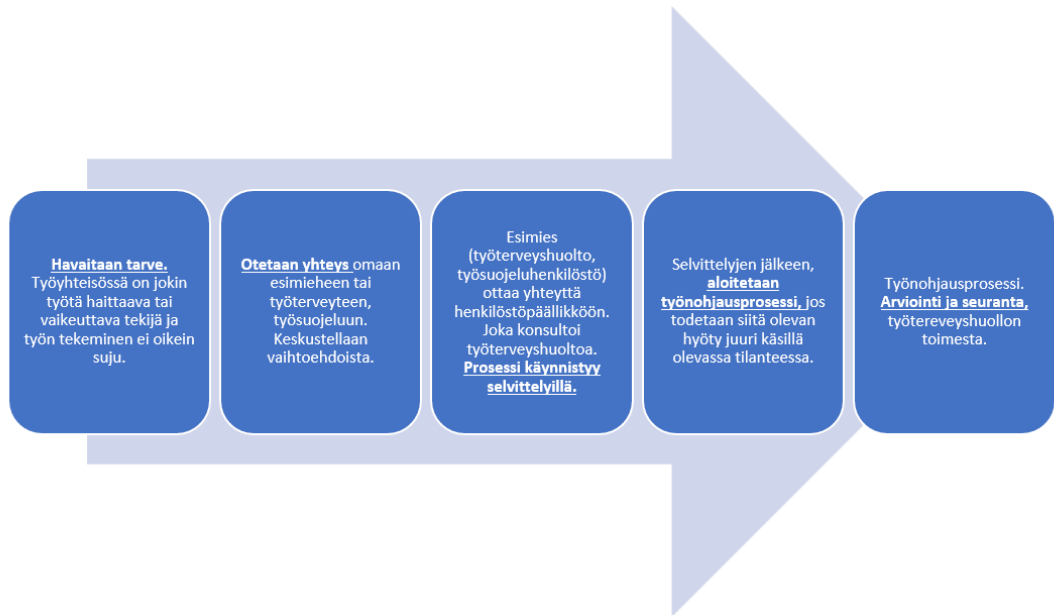 Havaitaan tarve.
Työyhteisössä on jokin
työtä haittaava tai
vaikeuttava tekijä ja
työn tekeminen ei oikein
suju.
Otetaan yhteys omaan
esimieheen tai
työterveyteen,
työsuojeluun.
Keskustellaan
vaihtoehdoista.
Esimies
(työterveyshuolto,
työsuojeluhenkilöstö)
ottaa yhteyttä
henkilöstöpäällikköön.
Joka konsultoi
työterveyshuoltoa.
Prosessi käynnistyy
selvittelyillä.
Selvittelyjen jälkeen,
aloitetaan
työnohjausprosessi, jos
todetaan siitä olevan
hyöty juuri käsillä
olevassa tilanteessa.
Työnohjausprosessi.
Arviointi ja seuranta,
työtereveyshuollon
toimesta.